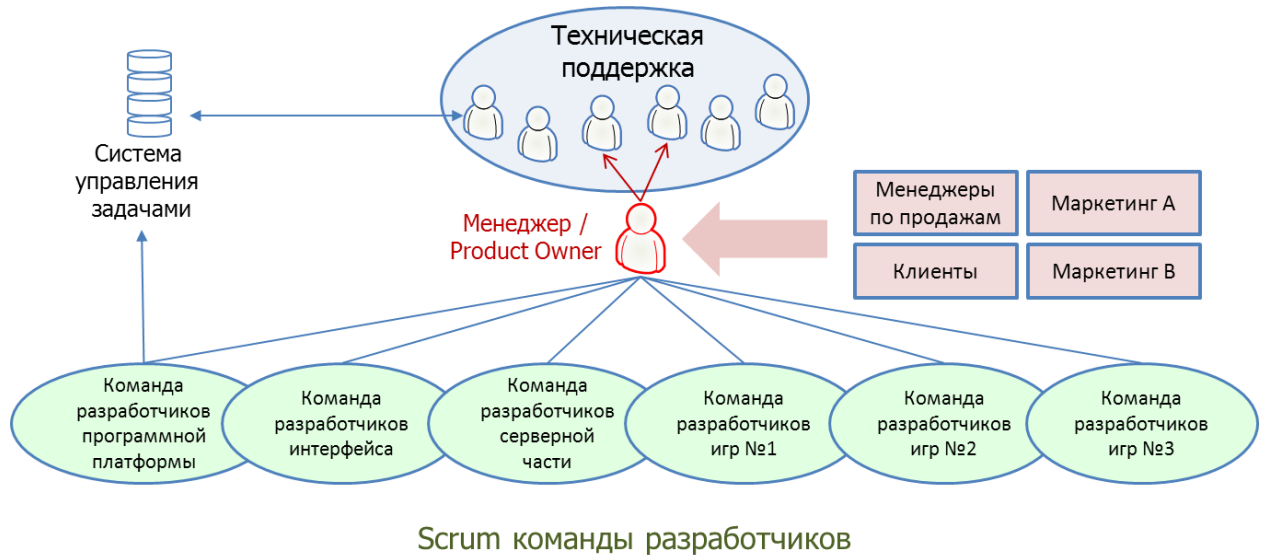 Техническая
поддержка
Система
управления
задачами
Менеджер /
Product Owner
Менеджеры
по продажам
Маркетинг А
Клиенты
Маркетинг В
Команда
разработчиков
программной
платформы
Команда
разработчиков
интерфейса
Команда
разработчиков
серверной
части
Команда
разработчиков
игр №1
Команда
разработчиков
игр №2
Команда
разработчиков
игр №3
Scrum команды разработчиков